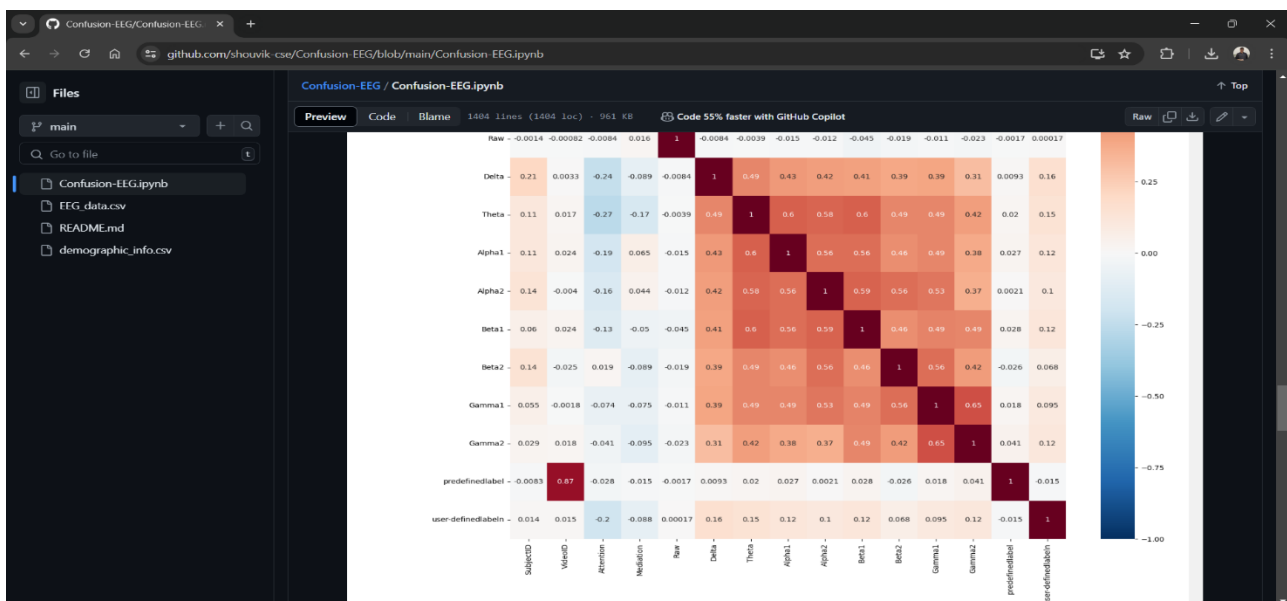 Confusion-EEG/Confusion-EEG.
github.com/shouvik-cse/Confusion-EEG/blob/main/Confusion-EEG.ipynb
Files
main
Go to file
t
Confusion-EEG.ipynb
EEG_data.csv
README.md
demographic_info.csv
Confusion-EEG / Confusion-EEG.ipynb
Top
Preview Code Blame 1404 lines (1404 loc) · 961 KB Code 55% faster with GitHub Copilot Raw
Raw - -0.0014 -0.00082 -0.0084 0.016 1 -0.0084 -0.0039 -0.015 -0.012 -0.045 -0.019 -0.011 -0.023 -0.0017 0.00017
Delta - 0.21 0.0033 -0.24 -0.089 -0.0084 1 0.49 0.43 0.42 0.41 0.39 0.39 0.31 0.0093 0.16
Theta - 0.11 0.017 -0.27 -0.17 -0.0039 0.49 1 0.6 0.58 0.6 0.49 0.49 0.42 0.02 0.15
Alpha1 - 0.11 0.024 -0.19 0.065 -0.015 0.43 0.6 1 0.56 0.56 0.46 0.49 0.38 0.027 0.12
Alpha2 - 0.14 -0.004 -0.16 0.044 -0.012 0.42 0.58 0.56 1 0.59 0.56 0.53 0.37 0.0021 0.1
Beta1 - 0.06 0.024 -0.13 -0.05 -0.045 0.41 0.6 0.56 0.59 1 0.46 0.49 0.49 0.028 0.12
Beta2 - 0.14 -0.025 0.019 -0.089 -0.019 0.39 0.49 0.46 0.56 0.46 1 0.56 0.42 -0.026 0.068
Gamma1 - 0.055 -0.0018 -0.074 -0.075 -0.011 0.39 0.49 0.49 0.53 0.49 0.56 1 0.65 0.018 0.095
Gamma2 - 0.029 0.018 -0.041 -0.095 -0.023 0.31 0.42 0.38 0.37 0.49 0.42 0.65 1 0.041 0.12
predefinedlabel - -0.0083 0.87 -0.028 -0.015 -0.0017 0.0093 0.02 0.027 0.0021 0.028 -0.026 0.018 0.041 1 -0.015
user-definedlabeln - 0.014 0.015 -0.2 -0.088 0.00017 0.16 0.15 0.12 0.1 0.12 0.068 0.095 0.12 -0.015 1
SubjectID
VideoID
Attention
Mediation
Raw
Delta
Theta
Alpha1
Alpha2
Beta1
Beta2
Gamma1
Gamma2
predefinedlabel
user-definedlabeln
- 0.25
- 0.00
- -0.25
- -0.50
- -0.75
- -1.00